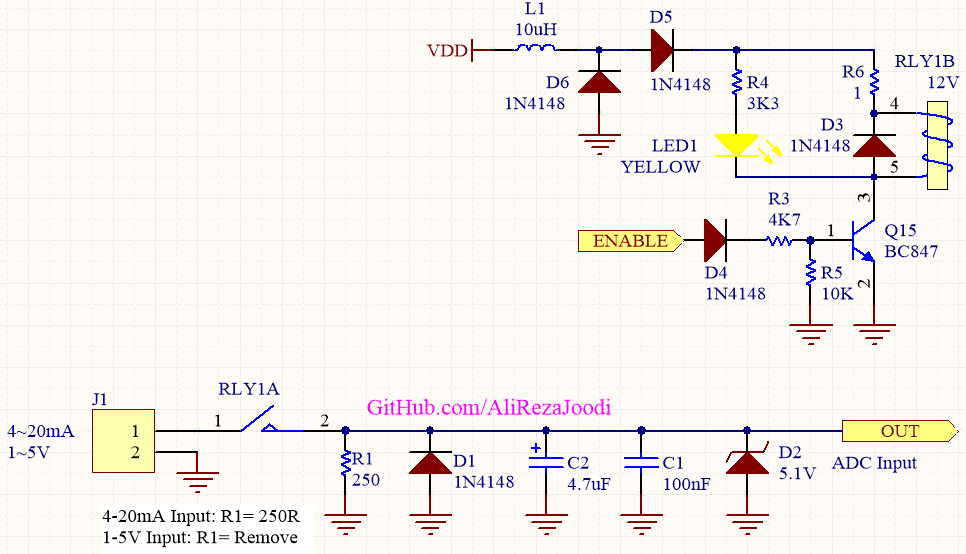 L1
10uH
VDD
D5
1N4148
D6
1N4148
R4
3K3
R6
1
RLY1B
12V
4
D3
1N4148
5
LED1
YELLOW
3
R3
4K7
ENABLE
1
Q15
BC847
D4
1N4148
R5
10K
2
RLY1A
J1
GitHub.com/AliRezaJoodi
4~20mA
1~5V
1
2
1
2
OUT
ADC Input
R1
250
D1
1N4148
C2
4.7uF
C1
100nF
D2
5.1V
4-20mA Input: R1= 250R
1-5V Input: R1= Remove